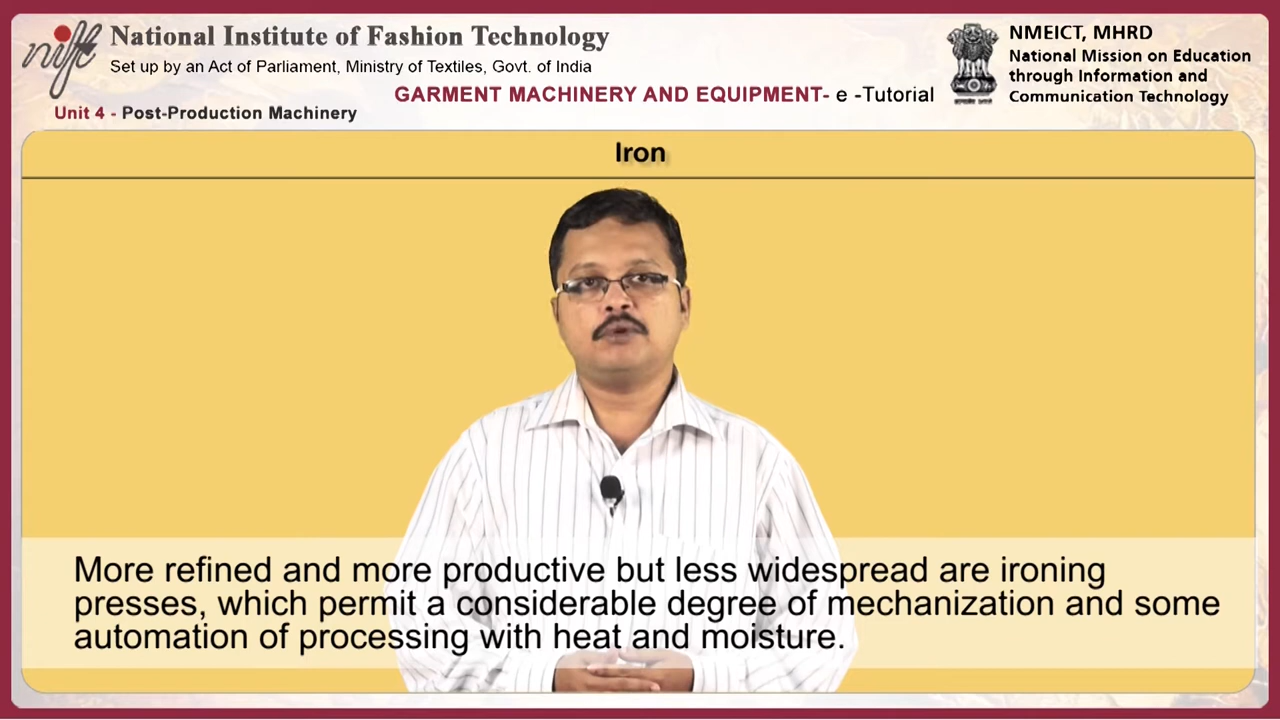 nift
National Institute of Fashion Technology
Set up by an Act of Parliament, Ministry of Textiles, Govt. of India
GARMENT MACHINERY AND EQUIPMENT- e -Tutorial
Unit 4 - Post-Production Machinery
NMEICT, MHRD
National Mission on Education
through Information and
Communication Technology
Iron
More refined and more productive but less widespread are ironing
presses, which permit a considerable degree of mechanization and some
automation of processing with heat and moisture.